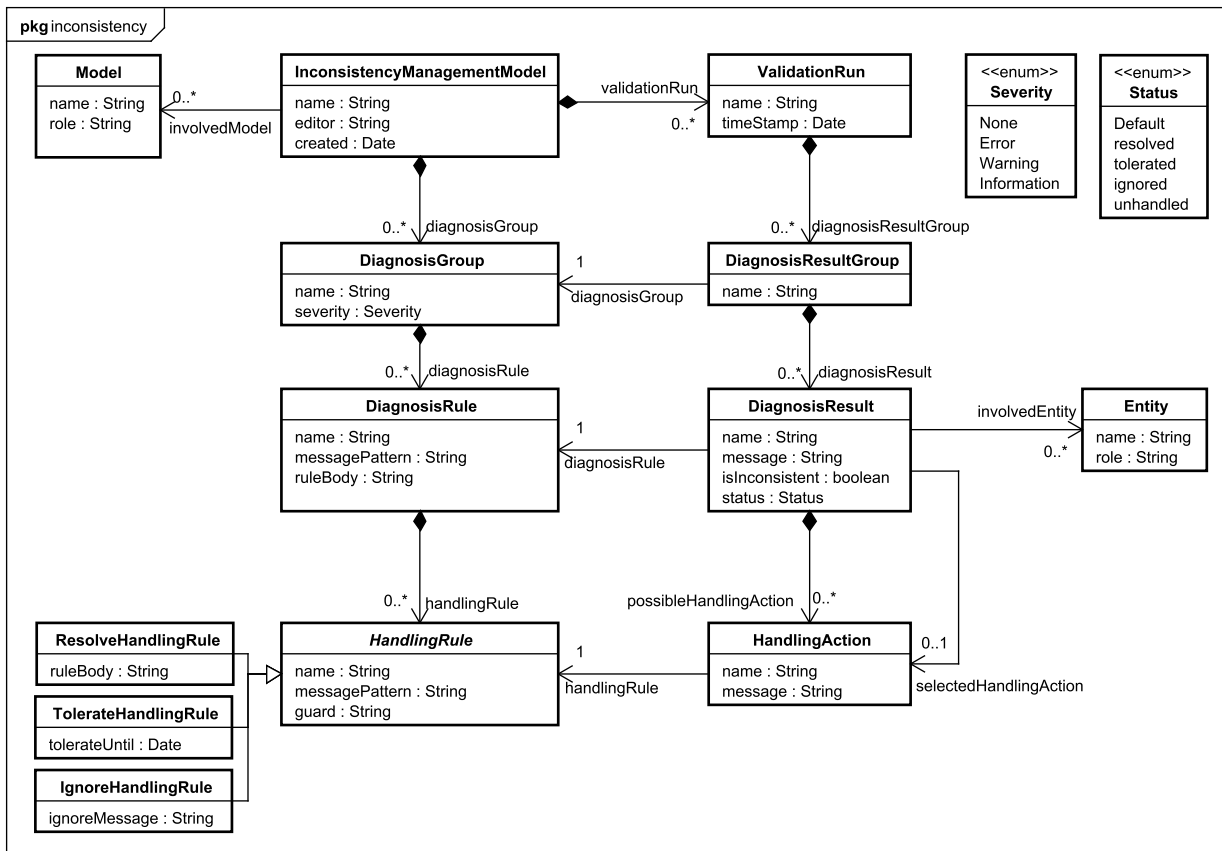 pkg inconsistency
Model
name : String
role : String
0..*
involvedModel
InconsistencyManagementModel
name : String
editor : String
created : Date
validationRun
0..*
ValidationRun
name : String
timeStamp : Date
<<enum>>
Severity
None
Error
Warning
Information
<<enum>>
Status
Default
resolved
tolerated
ignored
unhandled
0..* diagnosisGroup
0..* diagnosisResultGroup
DiagnosisGroup
name : String
severity : Severity
1
diagnosisGroup
DiagnosisResultGroup
name : String
0..* diagnosisRule
0..* diagnosisResult
DiagnosisRule
name : String
messagePattern : String
ruleBody : String
1
diagnosisRule
DiagnosisResult
name : String
message : String
isInconsistent : boolean
status : Status
involvedEntity
0..*
Entity
name : String
role : String
0..* handlingRule
possibleHandlingAction 0..*
ResolveHandlingRule
ruleBody : String
TolerateHandlingRule
tolerateUntil : Date
IgnoreHandlingRule
ignoreMessage : String
HandlingRule
name : String
messagePattern : String
guard : String
1
handlingRule
HandlingAction
name : String
message : String
0..1
selectedHandlingAction